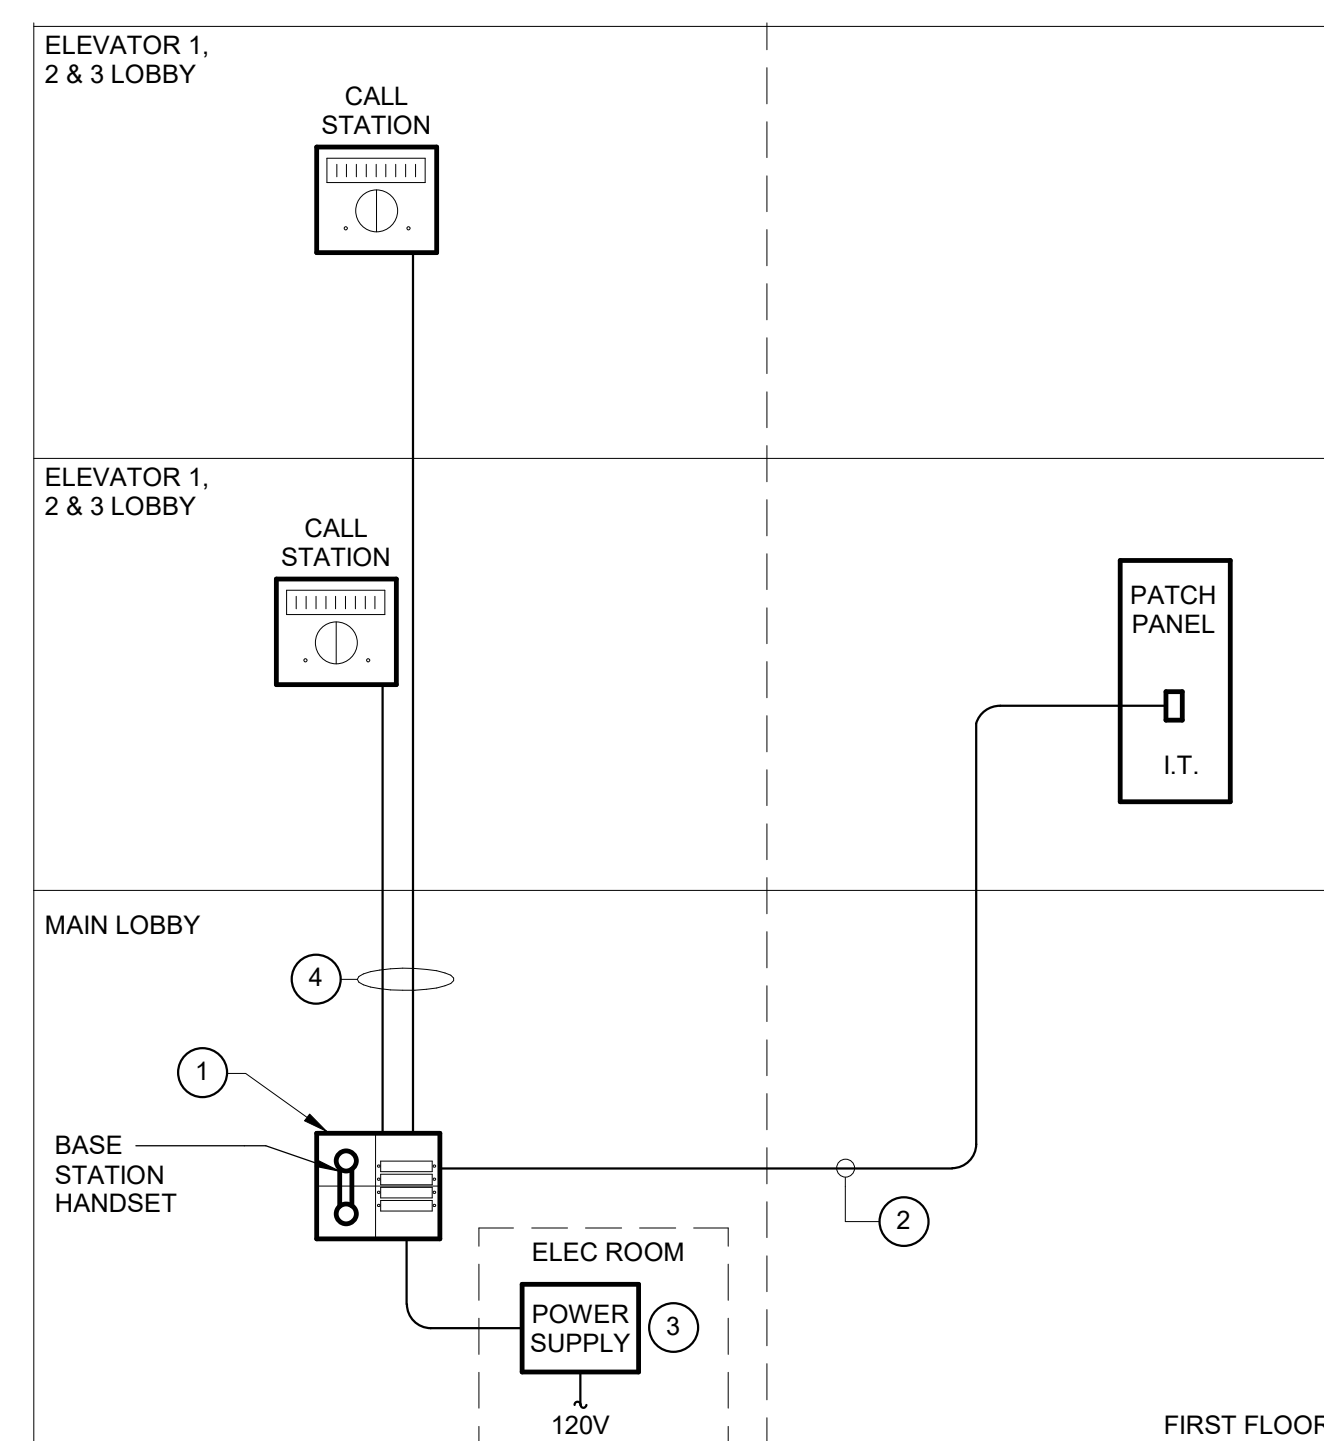 ELEVATOR 1,
2 & 3 LOBBY
CALL
STATION
ELEVATOR 1,
2 & 3 LOBBY
CALL
STATION
PATCH
PANEL
I.T.
MAIN LOBBY
4
1
BASE
STATION
HANDSET
2
ELEC ROOM
POWER
SUPPLY
3
120V
FIRST FLOOR